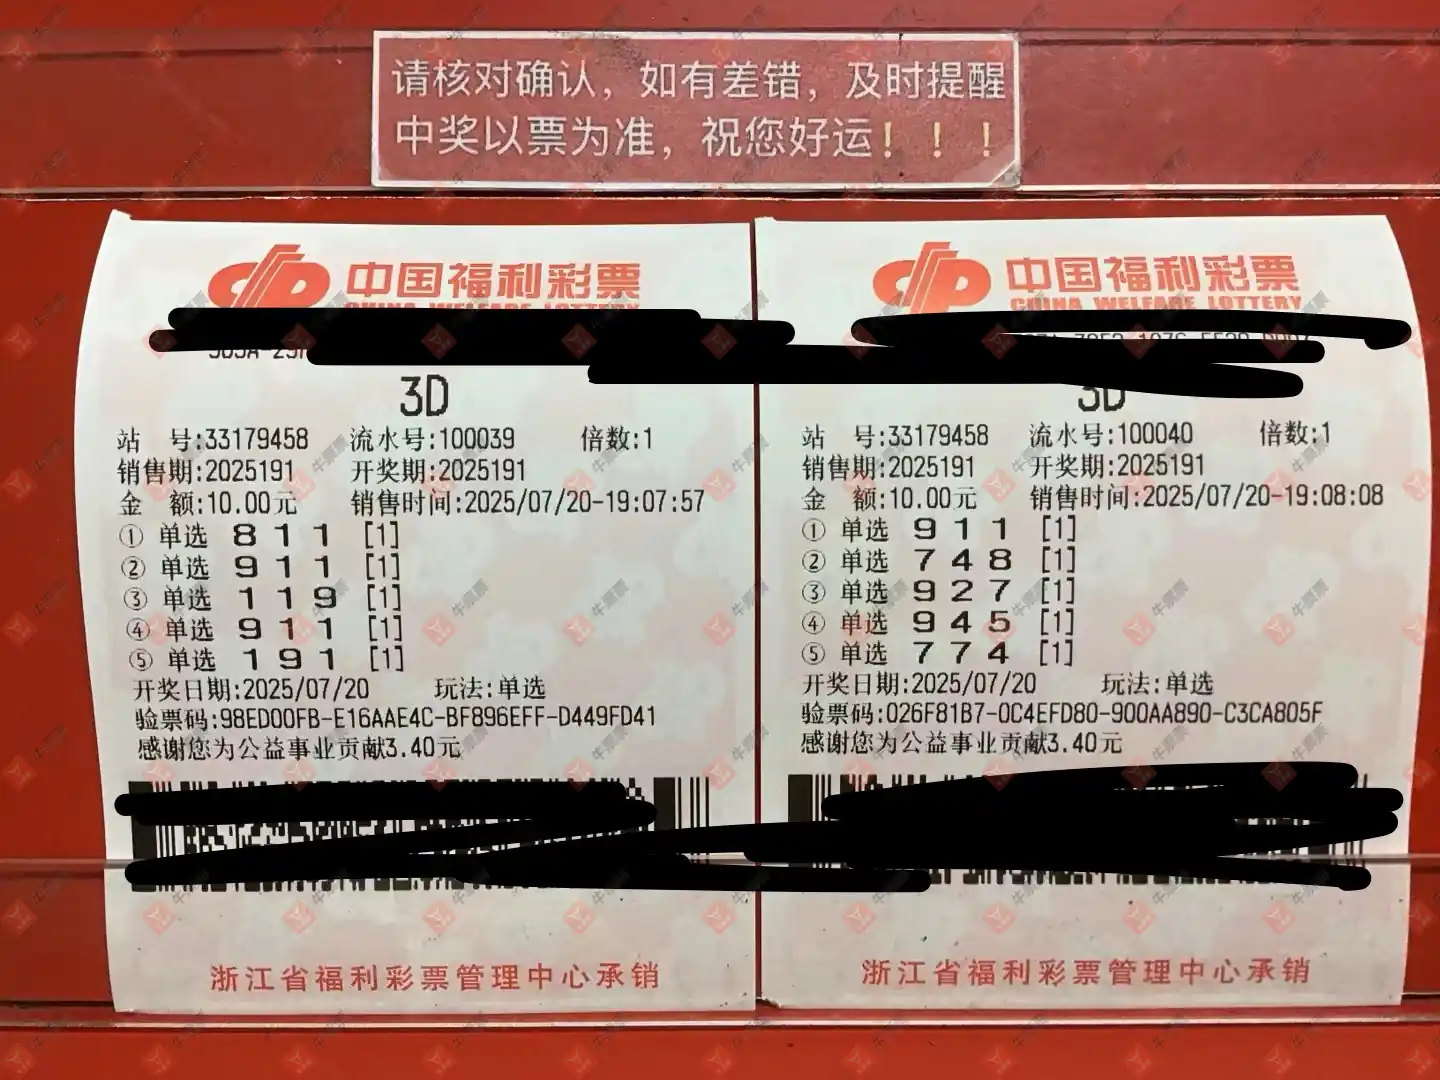 请核对确认，如有差错，及时提醒
中奖以票为准，祝您好运！！！
中国福利彩票
CHINA WELFARE LOTTERY
3D
站 号:33179458 流水号:100039 倍数:1
销售期:2025191 开奖期:2025191
金 额:10.00元 销售时间:2025/07/20-19:07:57
① 单选 8 1 1 [1]
② 单选 9 1 1 [1]
③ 单选 1 1 9 [1]
④ 单选 9 1 1 [1]
⑤ 单选 1 9 1 [1]
开奖日期:2025/07/20 玩法:单选
验票码:98ED00FB-E16AAE4C-BF896EFF-D449FD41
感谢您为公益事业贡献3.40元
浙江省福利彩票管理中心承销
中国福利彩票
CHINA WELFARE LOTTERY
3D
站 号:33179458 流水号:100040 倍数:1
销售期:2025191 开奖期:2025191
金 额:10.00元 销售时间:2025/07/20-19:08:08
① 单选 9 1 1 [1]
② 单选 7 4 8 [1]
③ 单选 9 2 7 [1]
④ 单选 9 4 5 [1]
⑤ 单选 7 7 4 [1]
开奖日期:2025/07/20 玩法:单选
验票码:026F81B7-0C4EFD80-900AA890-C3CA805F
感谢您为公益事业贡献3.40元
浙江省福利彩票管理中心承销